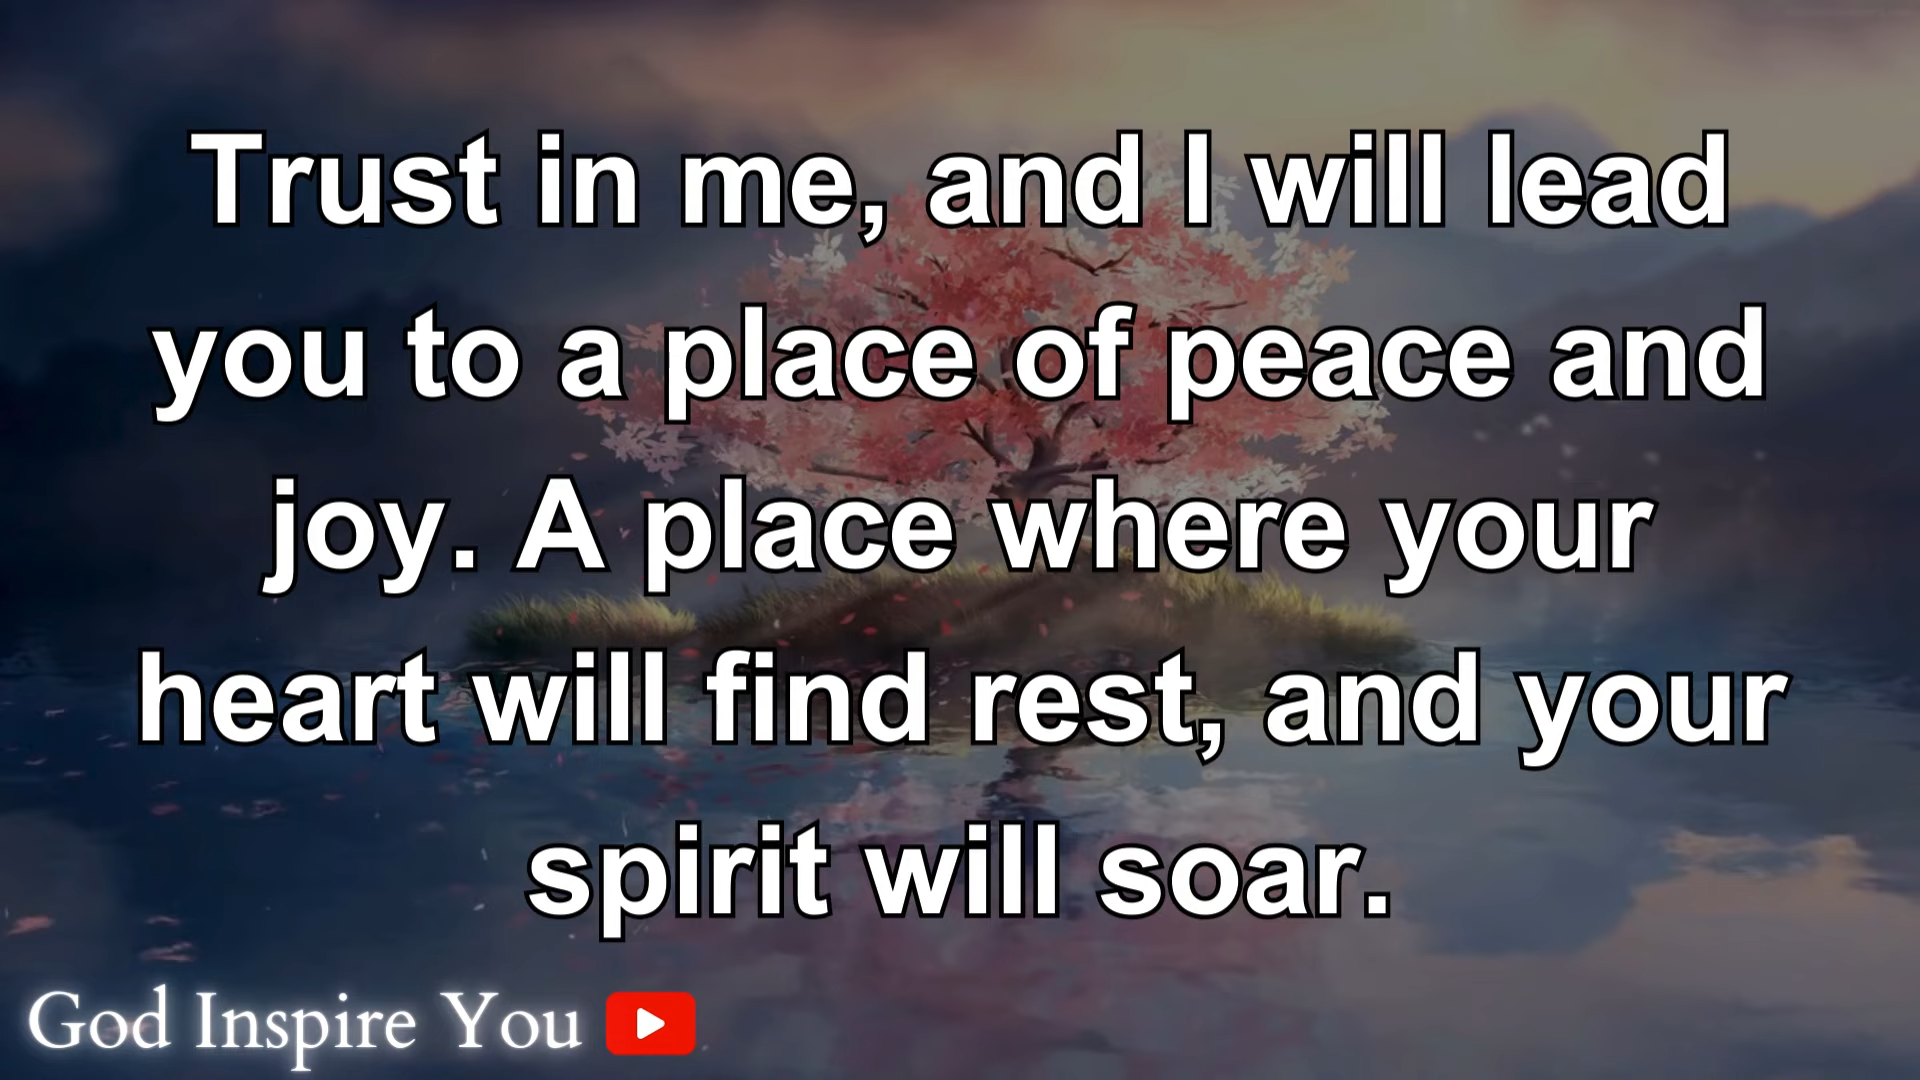 Trust in me, and I will lead
you to a place of peace and
joy. A place where your
heart will find rest, and your
spirit will soar.
God Inspire You